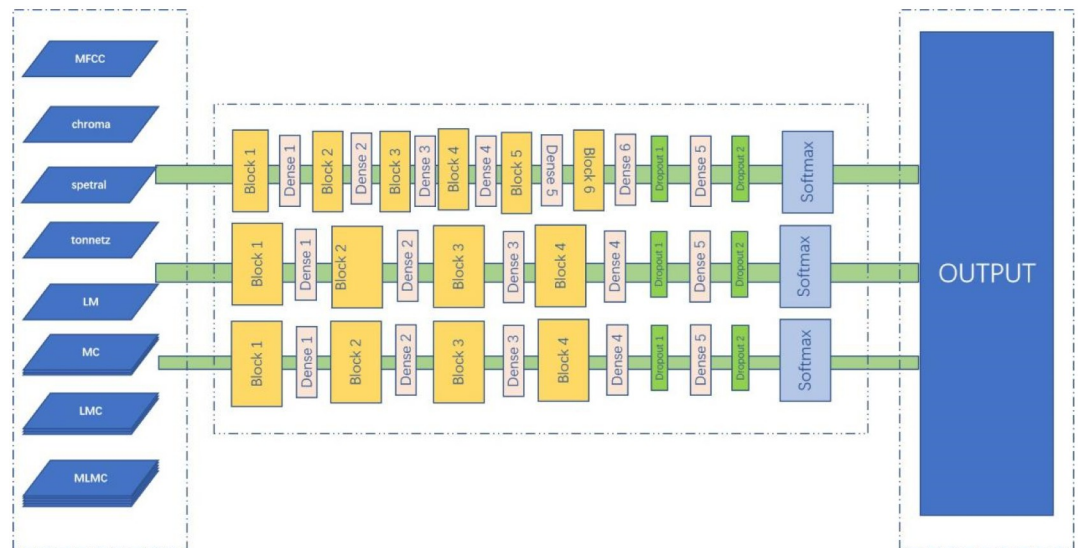 MFCC
chroma
spetral
tonnetz
LM
MC
LMC
MLMC
Block 1
Dense 1
Block 2
Dense 2
Block 3
Dense 3
Block 4
Dense 4
Block 5
Dense 5
Block 6
Dense 6
Dropout 1
Dense 5
Dropout 2
Softmax
Block 1
Dense 1
Block 2
Dense 2
Block 3
Dense 3
Block 4
Dense 4
Dropout 1
Dense 5
Dropout 2
Softmax
Block 1
Dense 1
Block 2
Dense 2
Block 3
Dense 3
Block 4
Dense 4
Dropout 1
Dense 5
Dropout 2
Softmax
OUTPUT